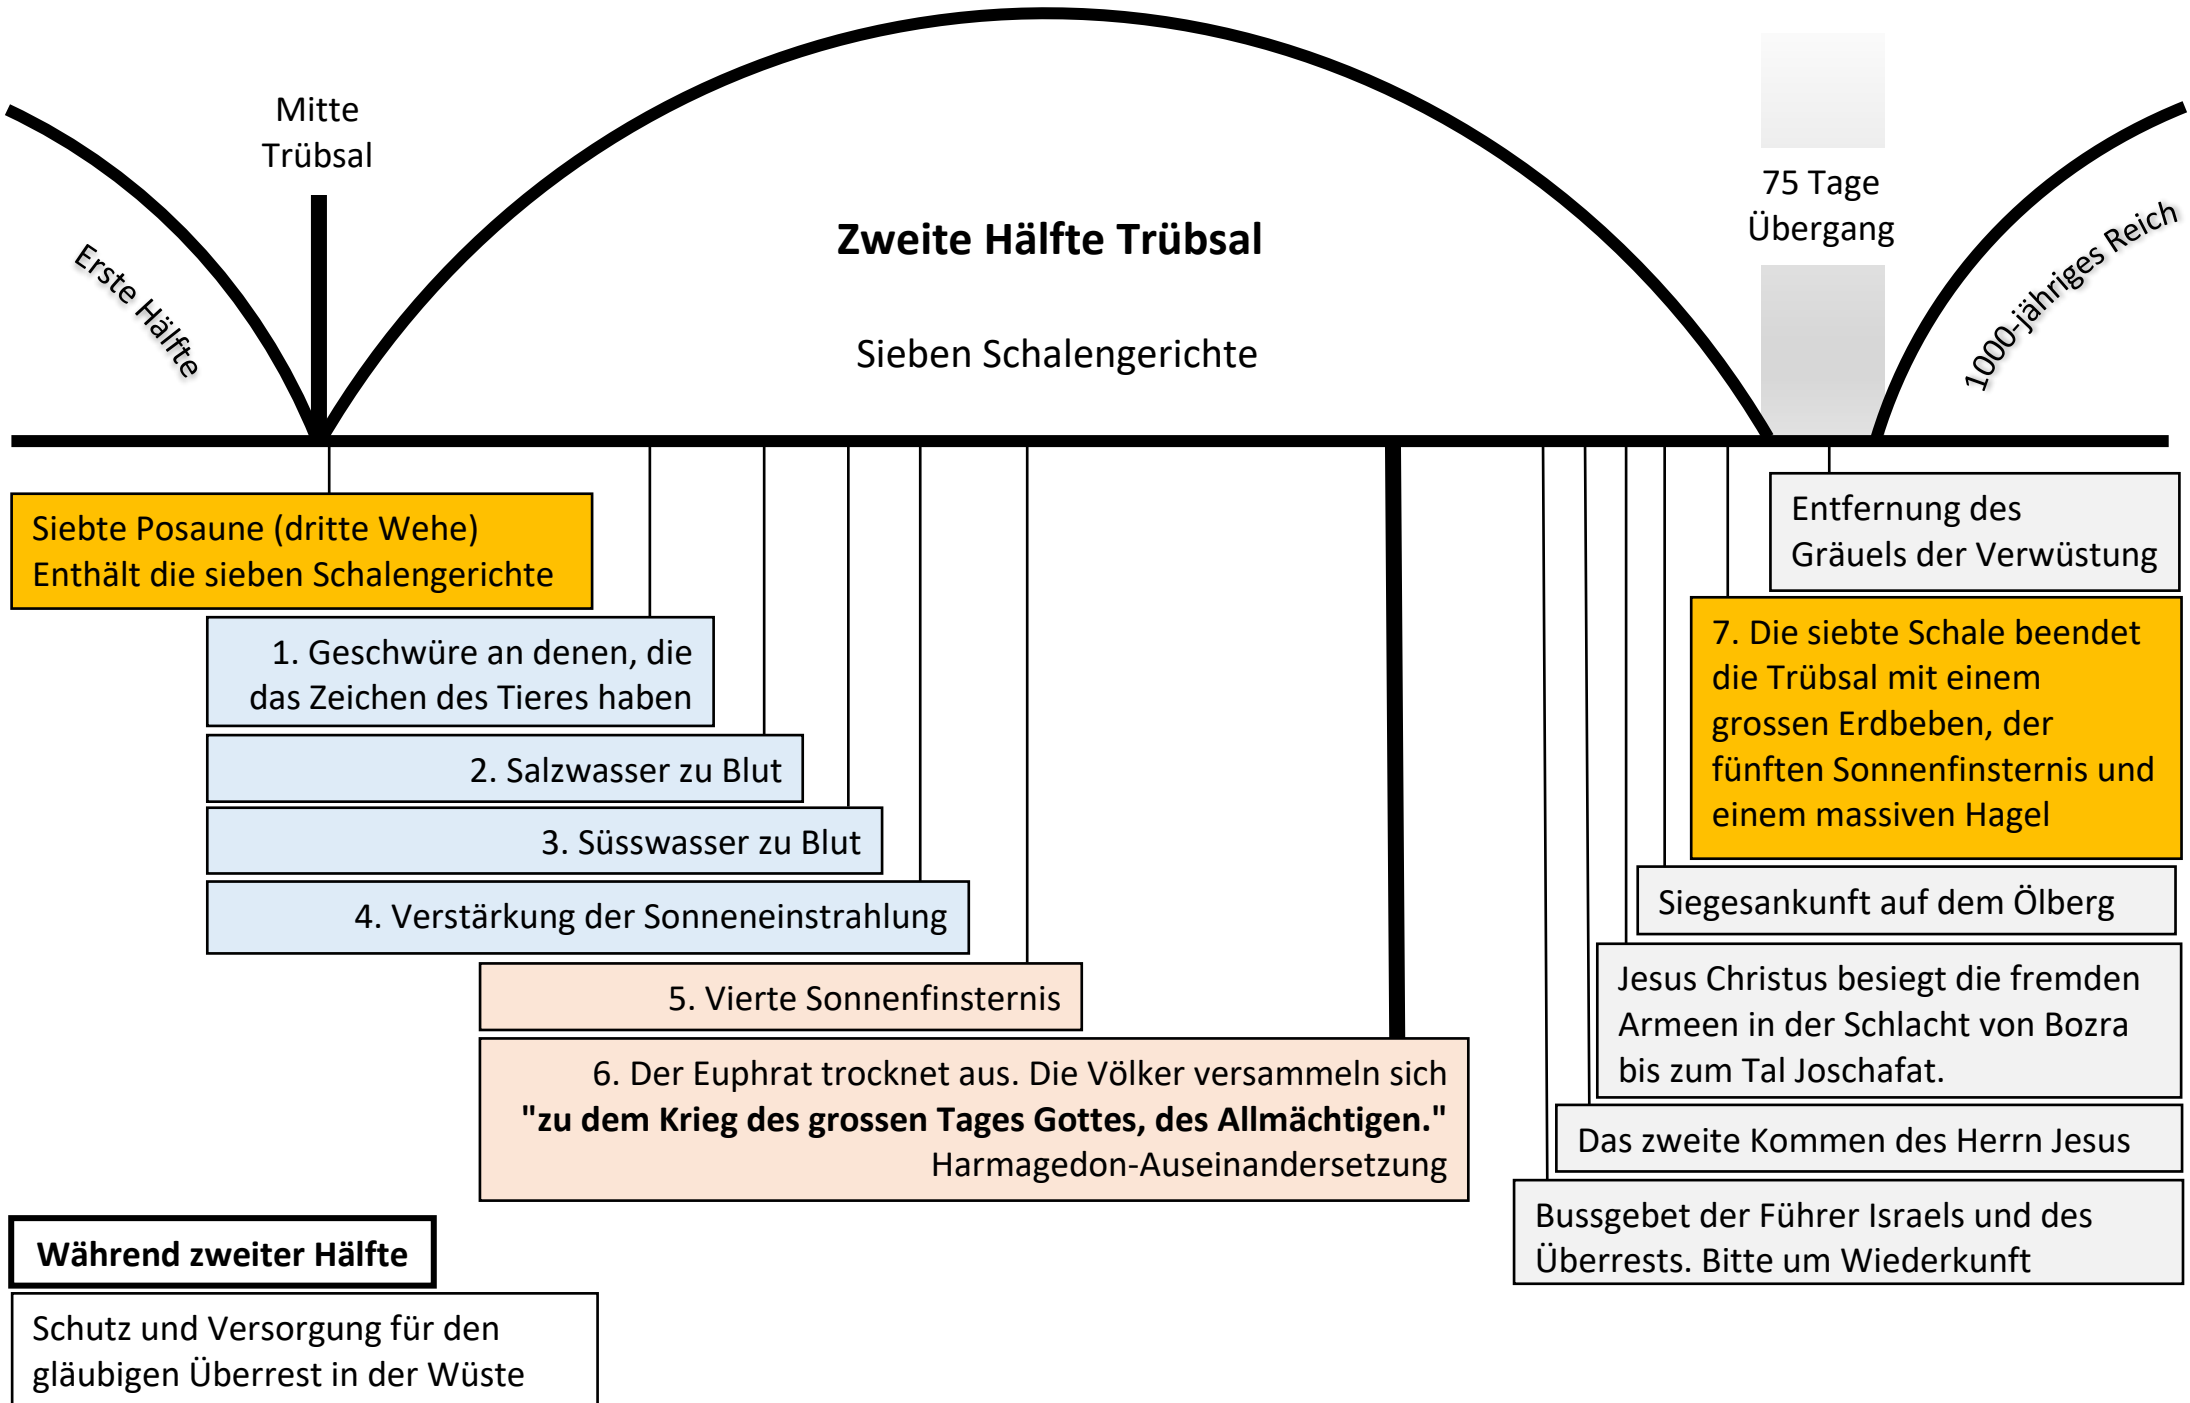 Mitte
Trübsal
Erste Hälfte
Zweite Hälfte Trübsal
Sieben Schalengerichte
75 Tage
Übergang
1000-jähriges Reich
Siebte Posaune (dritte Wehe)
Enthält die sieben Schalengerichte
1. Geschwüre an denen, die
das Zeichen des Tieres haben
2. Salzwasser zu Blut
3. Süsswasser zu Blut
4. Verstärkung der Sonneneinstrahlung
5. Vierte Sonnenfinsternis
6. Der Euphrat trocknet aus. Die Völker versammeln sich
"zu dem Krieg des grossen Tages Gottes, des Allmächtigen."
Harmagedon-Auseinandersetzung
Entfernung des
Gräuels der Verwüstung
7. Die siebte Schale beendet
die Trübsal mit einem
grossen Erdbeben, der
fünften Sonnenfinsternis und
einem massiven Hagel
Siegesankunft auf dem Ölberg
Jesus Christus besiegt die fremden
Armeen in der Schlacht von Bozra
bis zum Tal Joschafat.
Das zweite Kommen des Herrn Jesus
Bussgebet der Führer Israels und des
Überrests. Bitte um Wiederkunft
Während zweiter Hälfte
Schutz und Versorgung für den
gläubigen Überrest in der Wüste